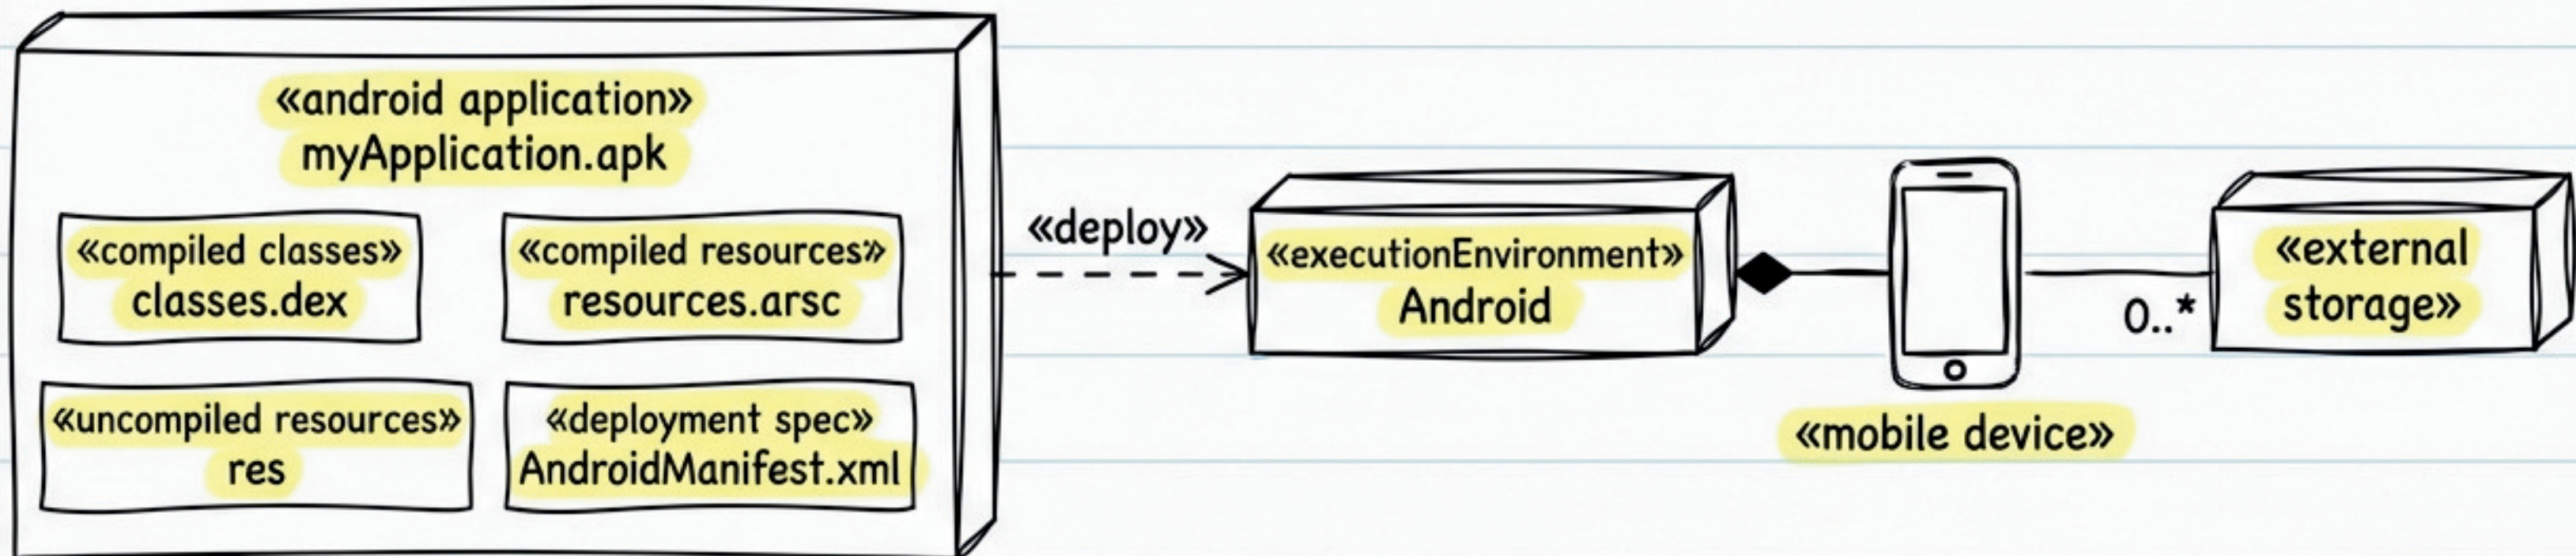 «android application»
myApplication.apk
«compiled classes»
classes.dex
«compiled resources»
resources.arsc
«uncompiled resources»
res
«deployment spec»
AndroidManifest.xml
«deploy»
«executionEnvironment»
Android
«mobile device»
0..*
«external
storage»